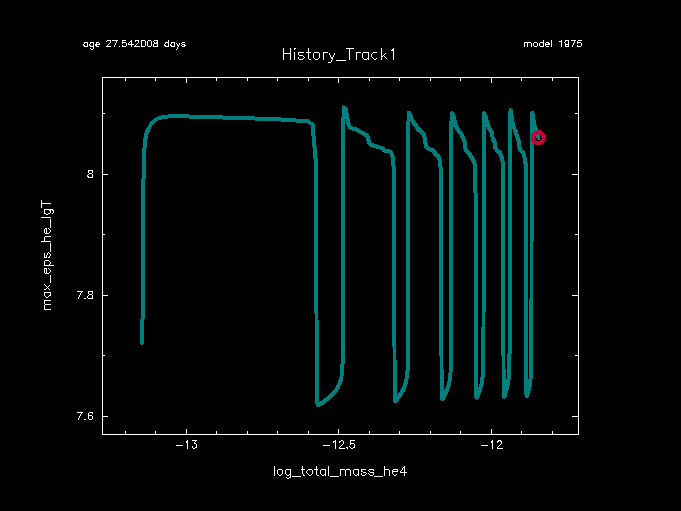 age 27.542008 days
model 1975
History_Track1
8
7.8
7.6
max_eps_he_lgT
-13
-12.5
-12
log_total_mass_he4